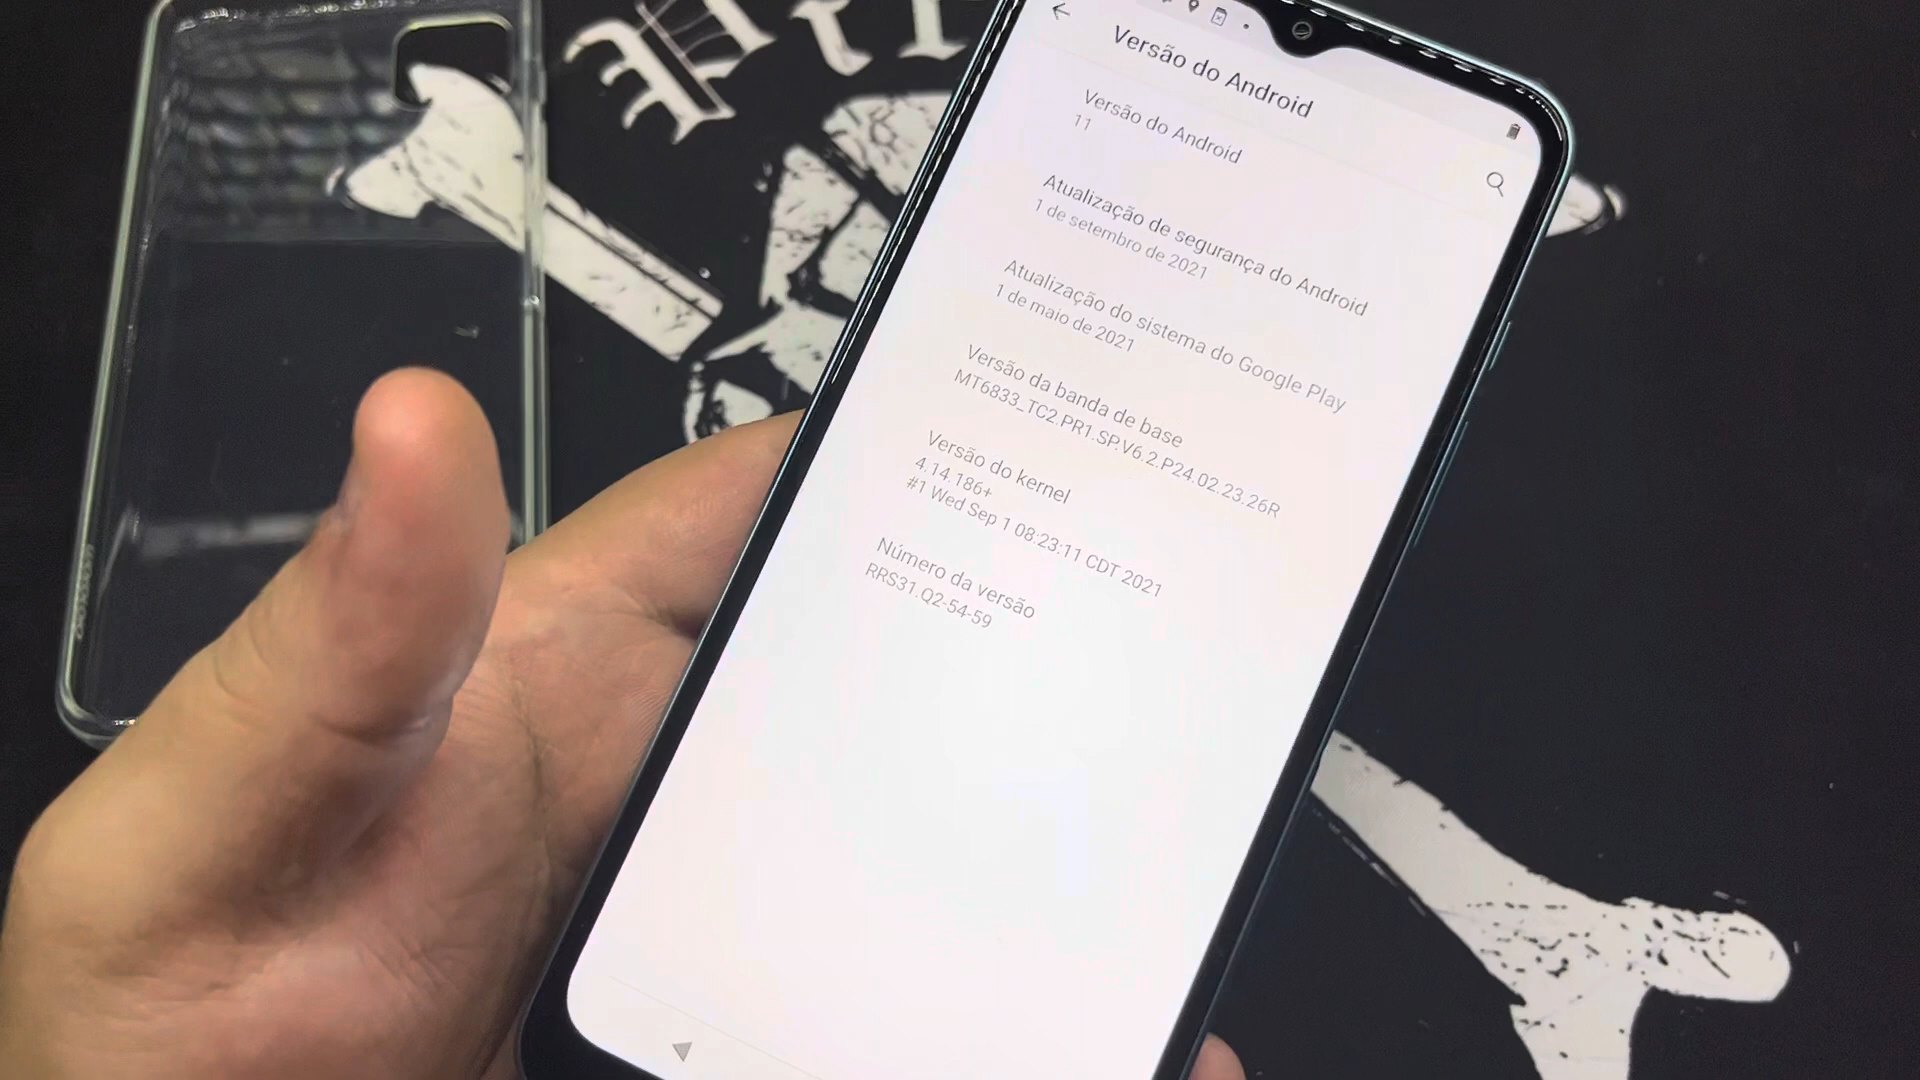 Versão do Android
Versão do Android
11
Atualização de segurança do Android
1 de setembro de 2021
Atualização do sistema do Google Play
1 de maio de 2021
Versão da banda de base
MT6833_TC2.PR1.SP.V6.2.P24.02.23.26R
Versão do kernel
4.14.186+
#1 Wed Sep 1 08:23:11 CDT 2021
Número da versão
RRS31.Q2-54-59